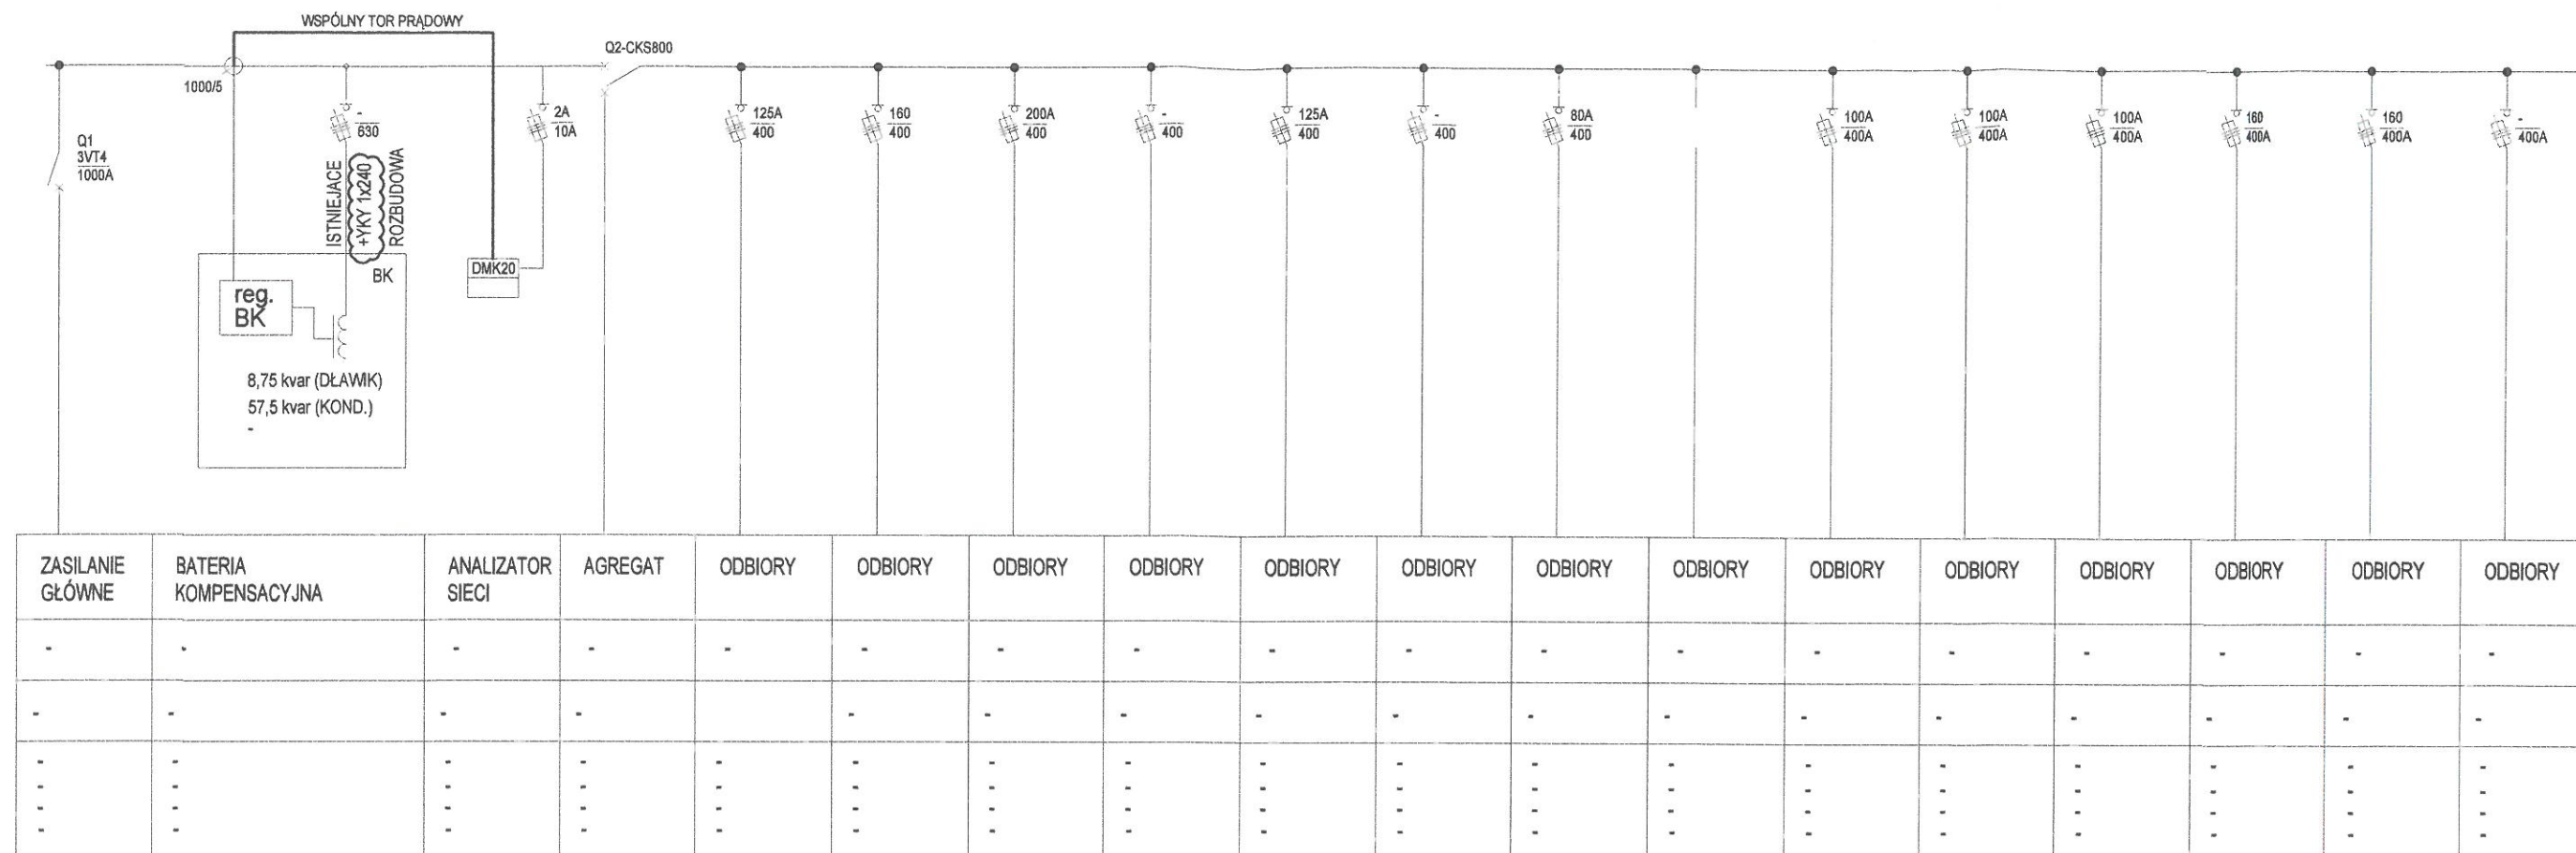 WSPÓLNY TOR PRĄDOWY
Q2-CKS800
1000/5
Q1
3VT4
1000A
-
630
2A
10A
125A
400
160
400
200A
400
-
400
125A
400
-
400
80A
400
100A
400A
100A
400A
100A
400A
160
400A
160
400A
-
400A
ISTNIEJACE
+YKY 1x240
ROZBUDOWA
BK
DMK20
reg.
BK
8,75 kvar (DŁAWIK)
57,5 kvar (KOND.)
-
ZASILANIE
GŁÓWNE
BATERIA
KOMPENSACYJNA
ANALIZATOR
SIECI
AGREGAT
ODBIORY
ODBIORY
ODBIORY
ODBIORY
ODBIORY
ODBIORY
ODBIORY
ODBIORY
ODBIORY
ODBIORY
ODBIORY
ODBIORY
ODBIORY
ODBIORY
- - - - - - - - - - - - - - - - - -
- - - - - - - - - - - - - - - - -
- - - - - - - - - - - - - - - - - -
- - - - - - - - - - - - - - - - - -
- - - - - - - - - - - - - - - - - -
- - - - - - - - - - - - - - - - - -